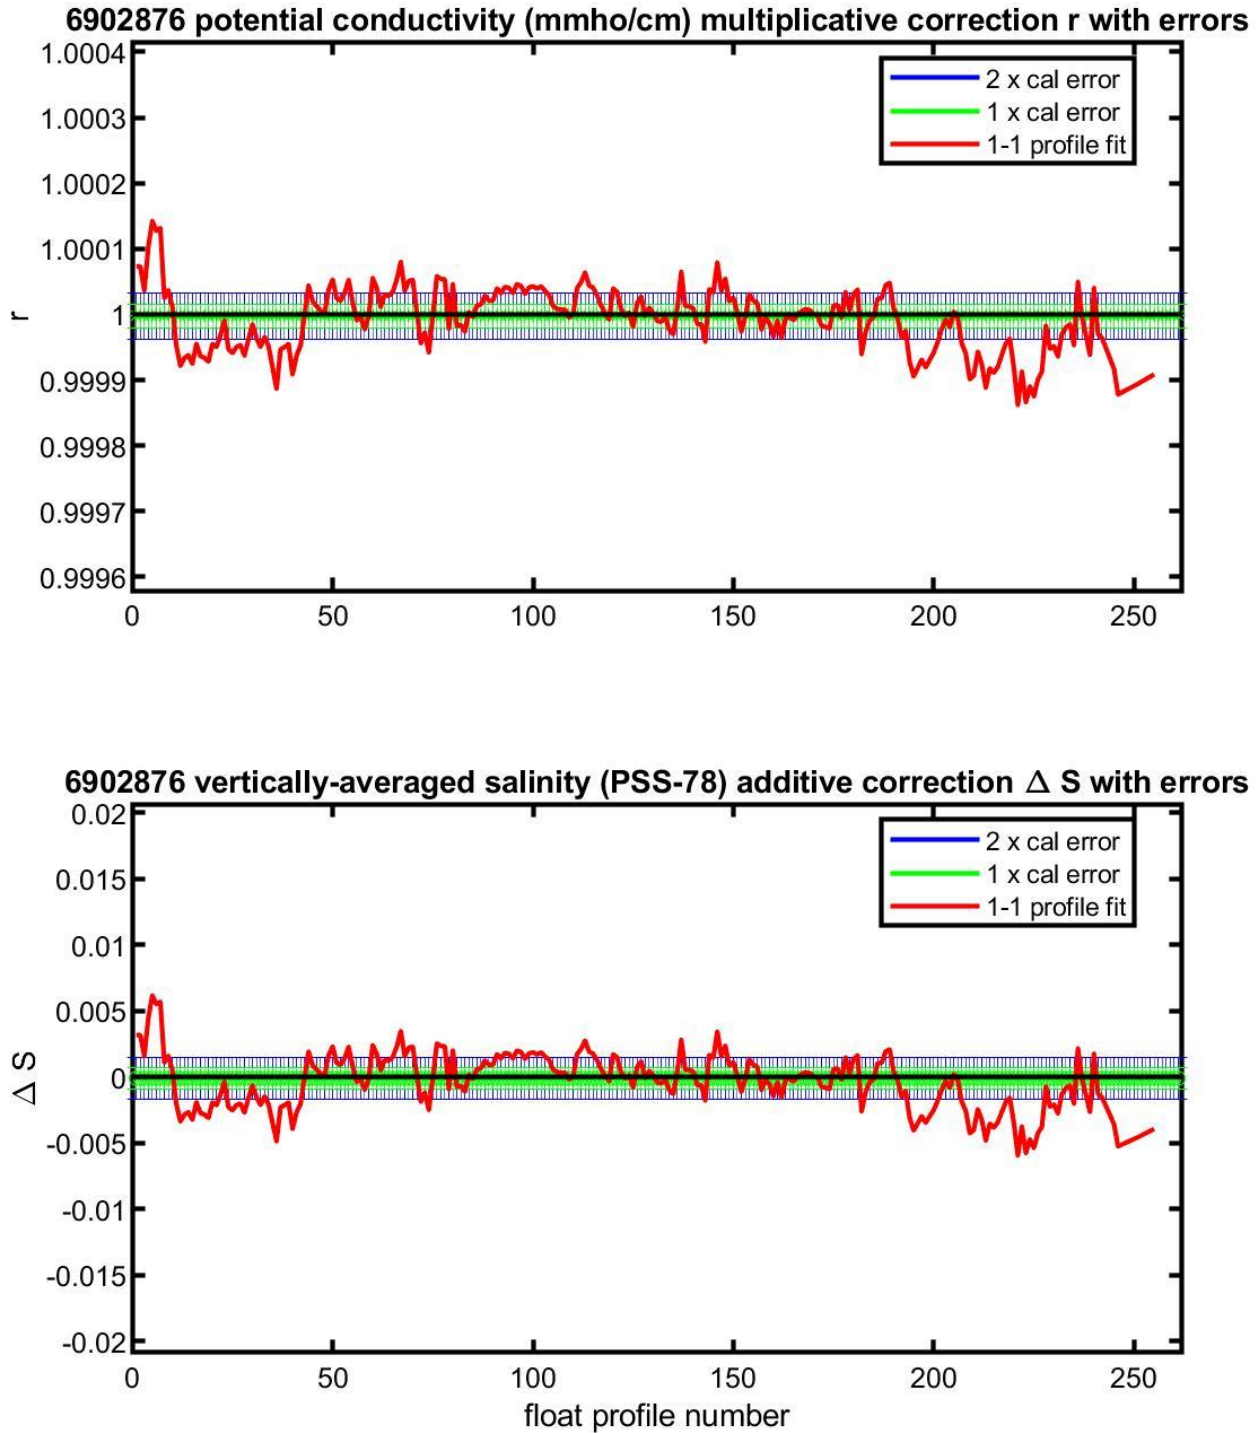 6902876 potential conductivity (mmho/cm) multiplicative correction r with errors
1.0004
1.0003
1.0002
1.0001
1
0.9999
0.9998
0.9997
0.9996
r
2 x cal error
1 x cal error
1-1 profile fit
0 50 100 150 200 250
6902876 vertically-averaged salinity (PSS-78) additive correction Δ S with errors
0.02
0.015
0.01
0.005
0
-0.005
-0.01
-0.015
-0.02
Δ S
2 x cal error
1 x cal error
1-1 profile fit
0 50 100 150 200 250
float profile number